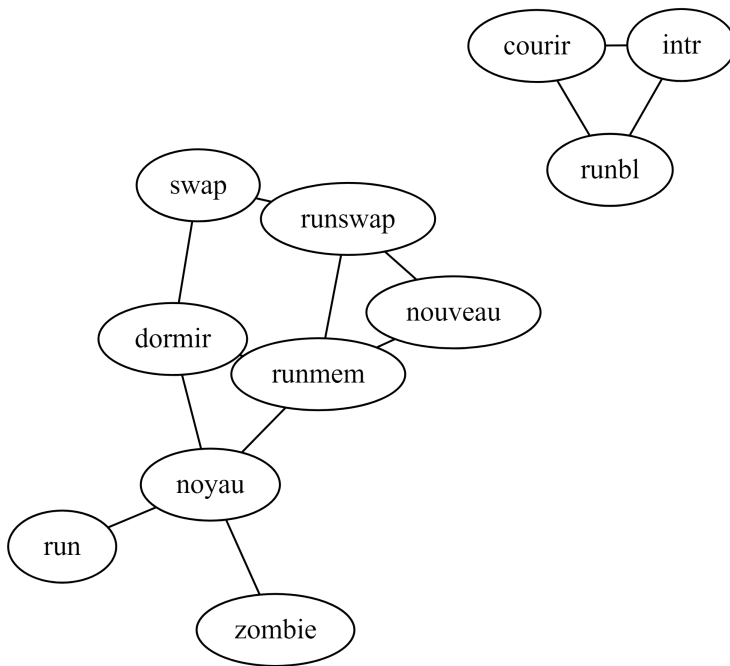 courir
intr
runbl
swap
runswap
nouveau
dormir
runmem
noyau
run
zombie